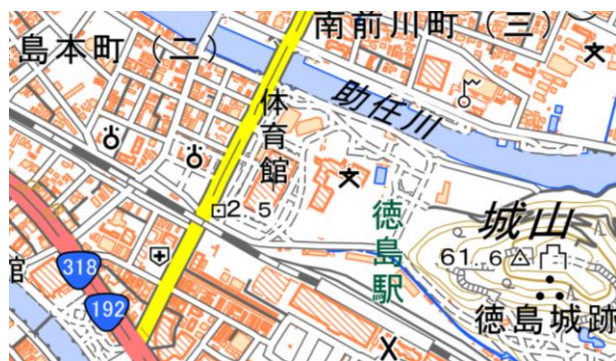 南前川町（三）
島本町（二）
体育館
助任川
2.5
徳島駅
城山
61.6
館
318
192
徳島城跡